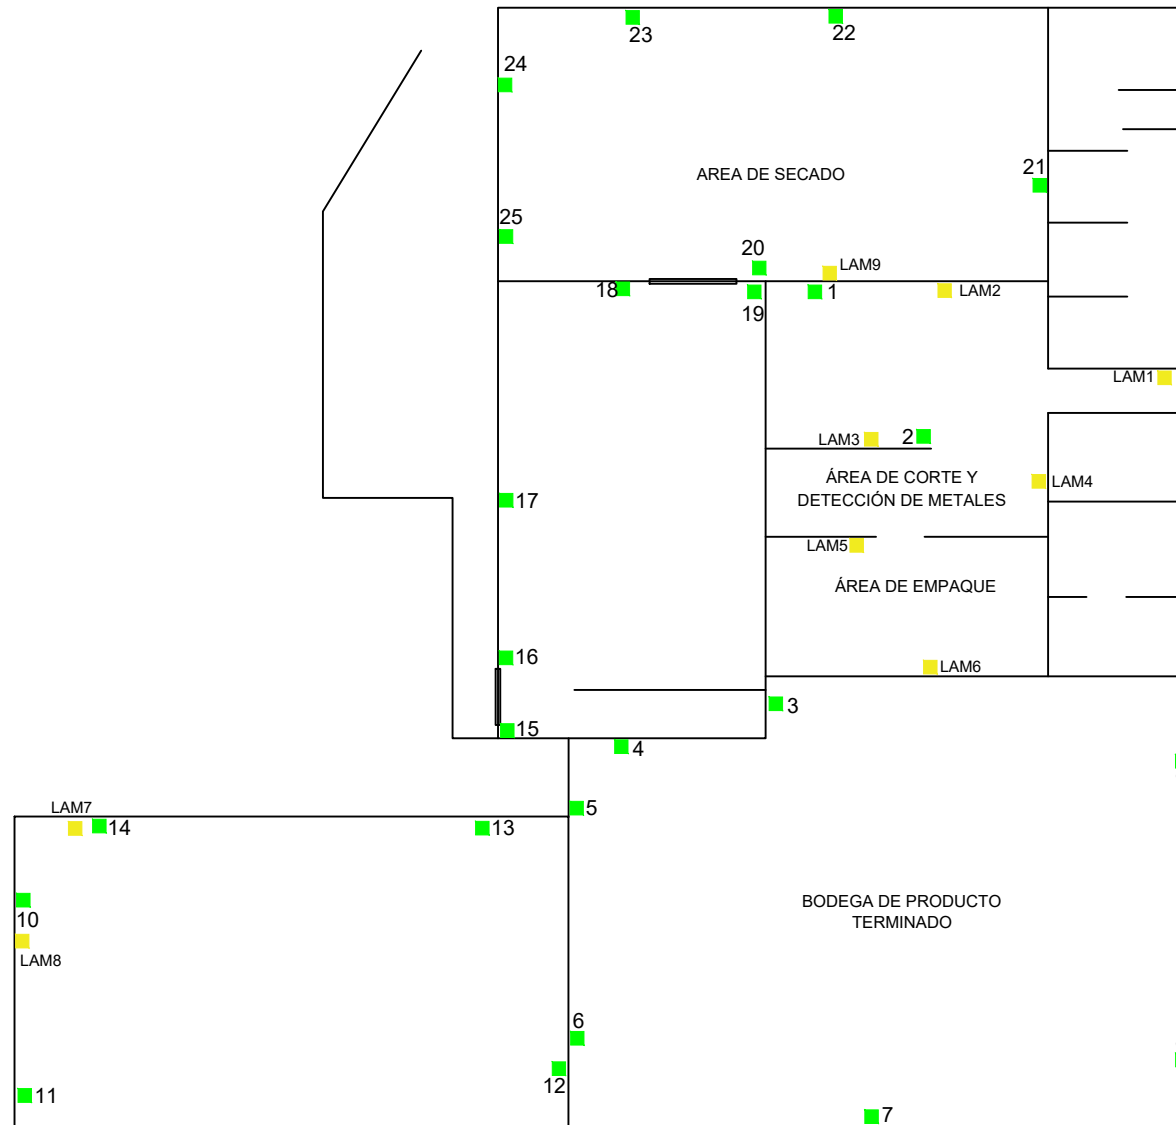 23
22
24
AREA DE SECADO
21
25
20
LAM9
18
19
1
LAM2
LAM1
LAM3
2
ÁREA DE CORTE Y
DETECCIÓN DE METALES
LAM4
17
LAM5
ÁREA DE EMPAQUE
16
LAM6
3
15
4
LAM7
5
14
13
BODEGA DE PRODUCTO
TERMINADO
10
LAM8
6
12
11
7